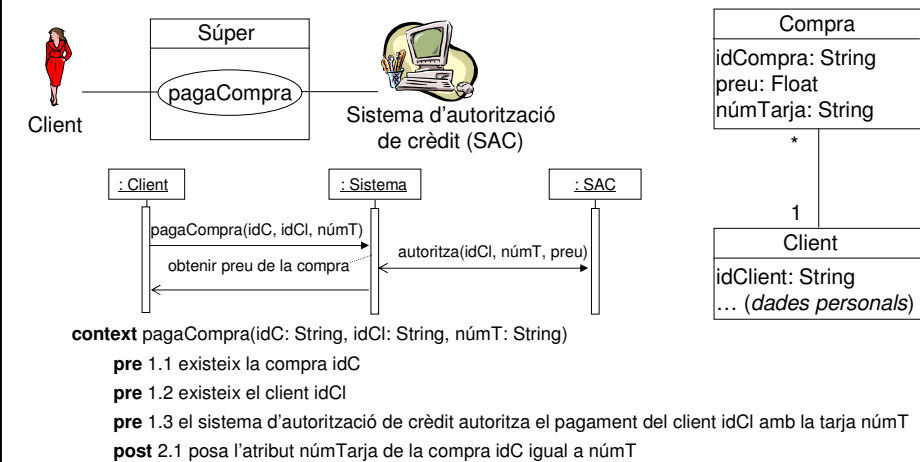 Súper
pagaCompra
Client
Sistema d'autorització
de crèdit (SAC)
Compra
idCompra: String
preu: Float
númTarja: String
*
1
Client
idClient: String
… (dades personals)
: Client
: Sistema
: SAC
pagaCompra(idC, idCl, númT)
autoritza(idCl, númT, preu)
obtenir preu de la compra
context pagaCompra(idC: String, idCl: String, númT: String)
pre 1.1 existeix la compra idC
pre 1.2 existeix el client idCl
pre 1.3 el sistema d'autorització de crèdit autoritza el pagament del client idCl amb la tarja númT
post 2.1 posa l'atribut númTarja de la compra idC igual a númT